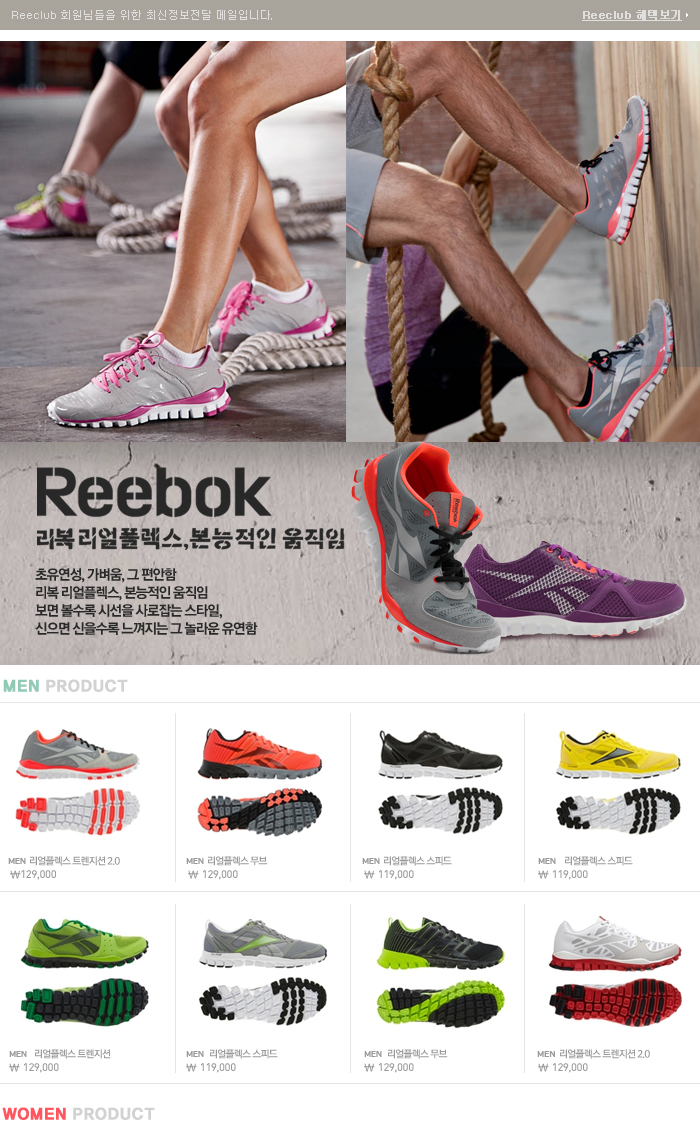 Reeclub 회원님들을 위한 최신정보전달 메일입니다.
Reeclub 혜택보기
Reebok
리복 리얼플렉스, 본능적인 움직임
초유연성, 가벼움, 그 편안함
리복 리얼플렉스, 본능적인 움직임
보면 볼수록 시선을 사로잡는 스타일,
신으면 신을수록 느껴지는 그 놀라운 유연함
MEN PRODUCT
MEN 리얼플렉스 트렌지션 2.0
₩129,000
MEN 리얼플렉스 무브
₩ 129,000
MEN 리얼플렉스 스피드
₩ 119,000
MEN 리얼플렉스 스피드
₩ 119,000
MEN 리얼플렉스 트렌지션
₩ 129,000
MEN 리얼플렉스 스피드
₩ 119,000
MEN 리얼플렉스 무브
₩ 129,000
MEN 리얼플렉스 트렌지션 2.0
₩ 129,000
WOMEN PRODUCT